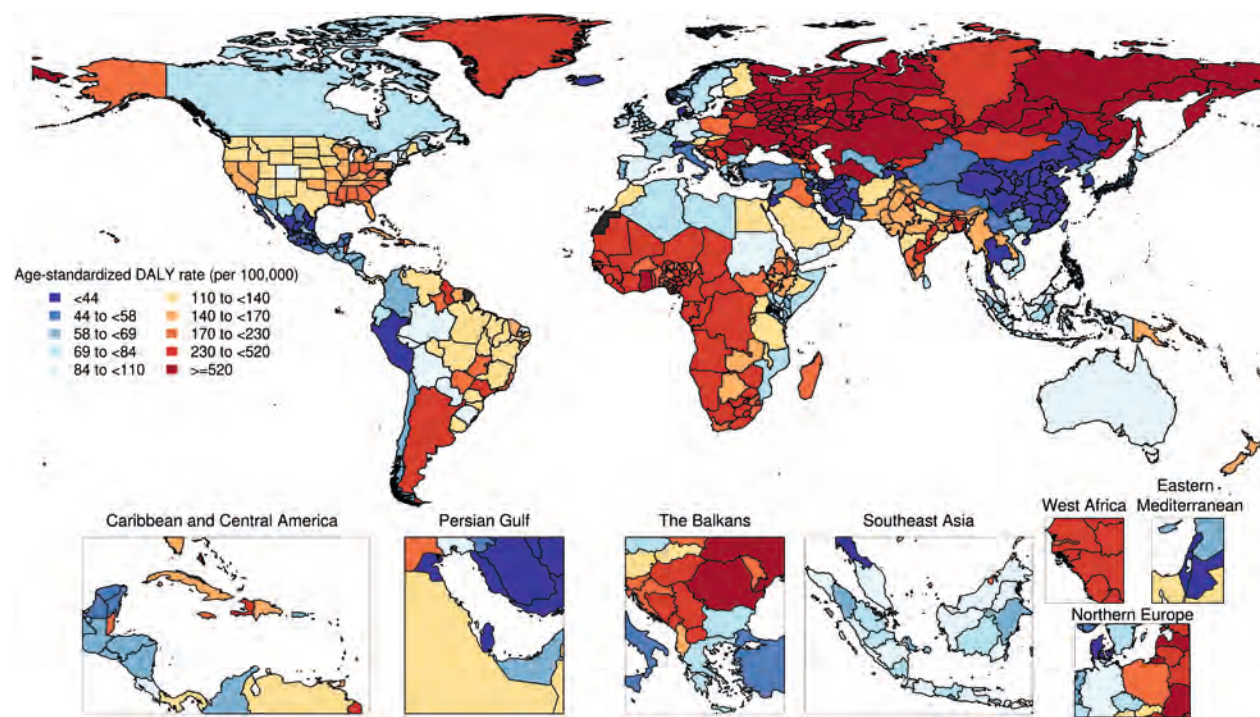 Age-standardized DALY rate (per 100,000)
<44
44 to <58
58 to <69
69 to <84
84 to <110
110 to <140
140 to <170
170 to <230
230 to <520
>=520
Caribbean and Central America
Persian Gulf
The Balkans
Southeast Asia
West Africa
Eastern
Mediterranean
Northern Europe